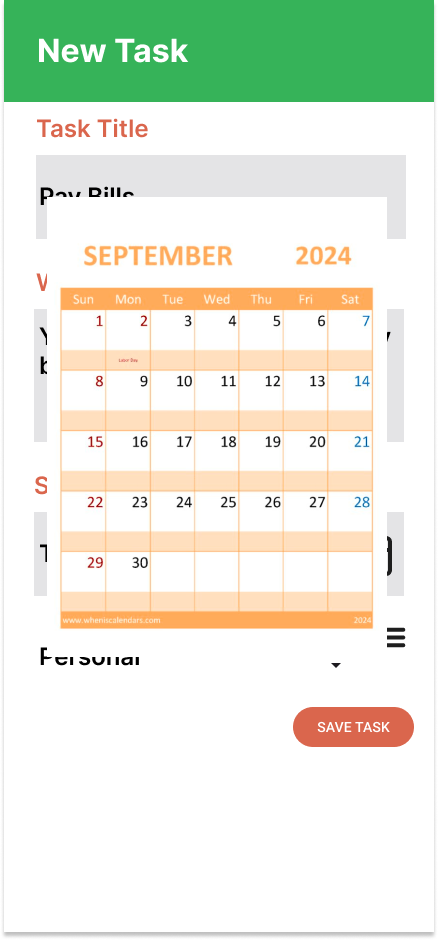 New Task
Task Title
Pay Bills
W
SEPTEMBER 2024
Sun Mon Tue Wed Thu Fri Sat
1 2 3 4 5 6 7
Labor Day
8 9 10 11 12 13 14
15 16 17 18 19 20 21
22 23 24 25 26 27 28
S
29 30
www.wheniscalendars.com 2024
Personal
SAVE TASK